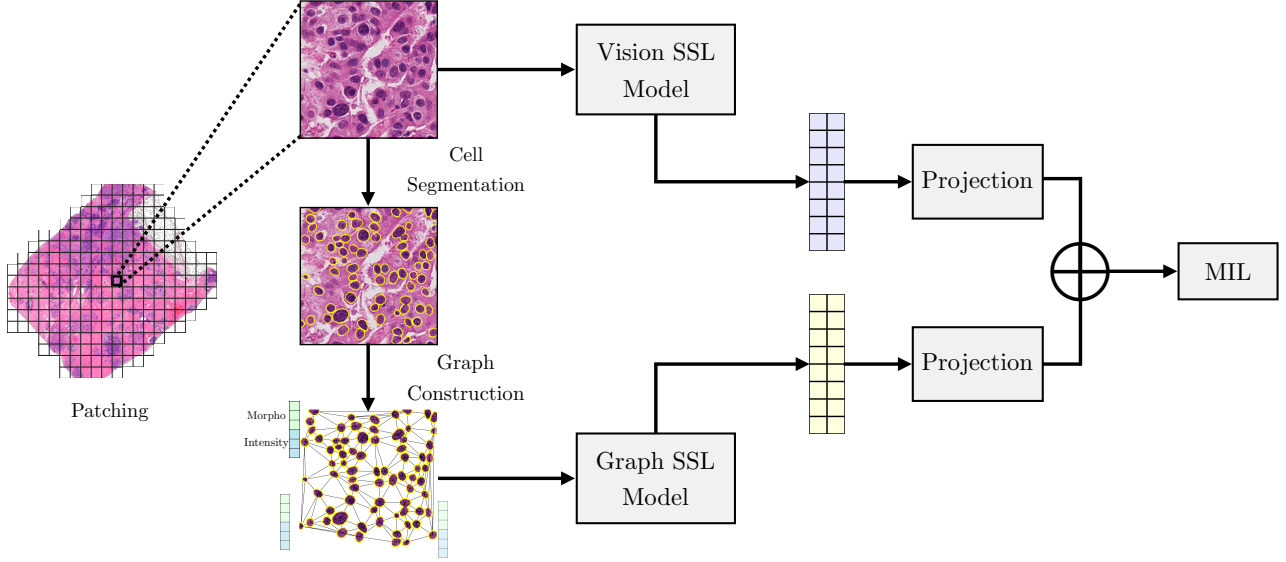 Vision SSL
Model
Cell
Segmentation
Projection
MIL
Graph
Construction
Projection
Patching
Morpho
Intensity
Graph SSL
Model